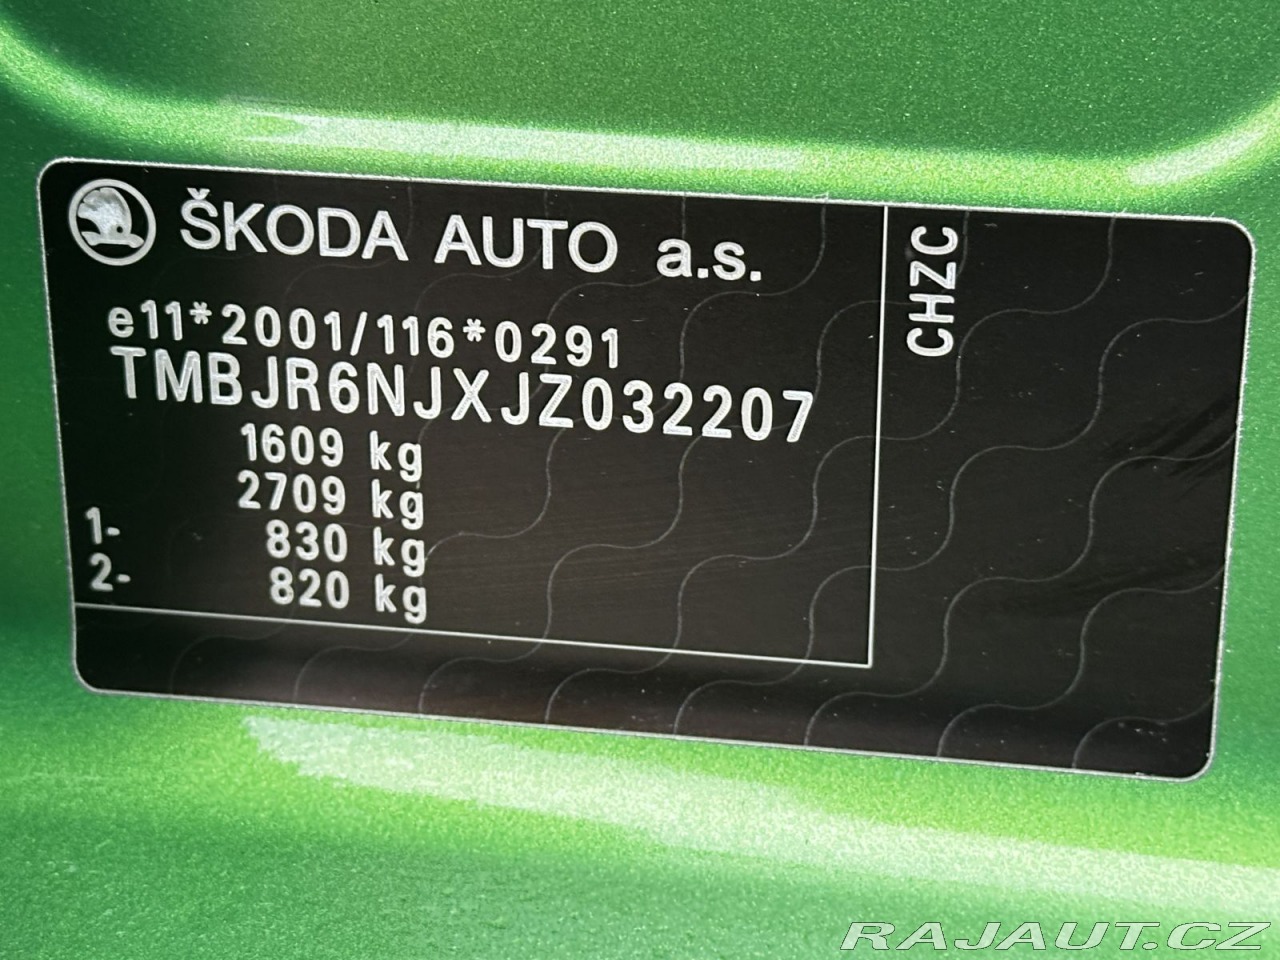 ŠKODA AUTO a.s.
e11*2001/116*0291
TMBJR6NJXJZ032207
1609 kg
2709 kg
1- 830 kg
2- 820 kg
CHZC
RAJAUT.CZ